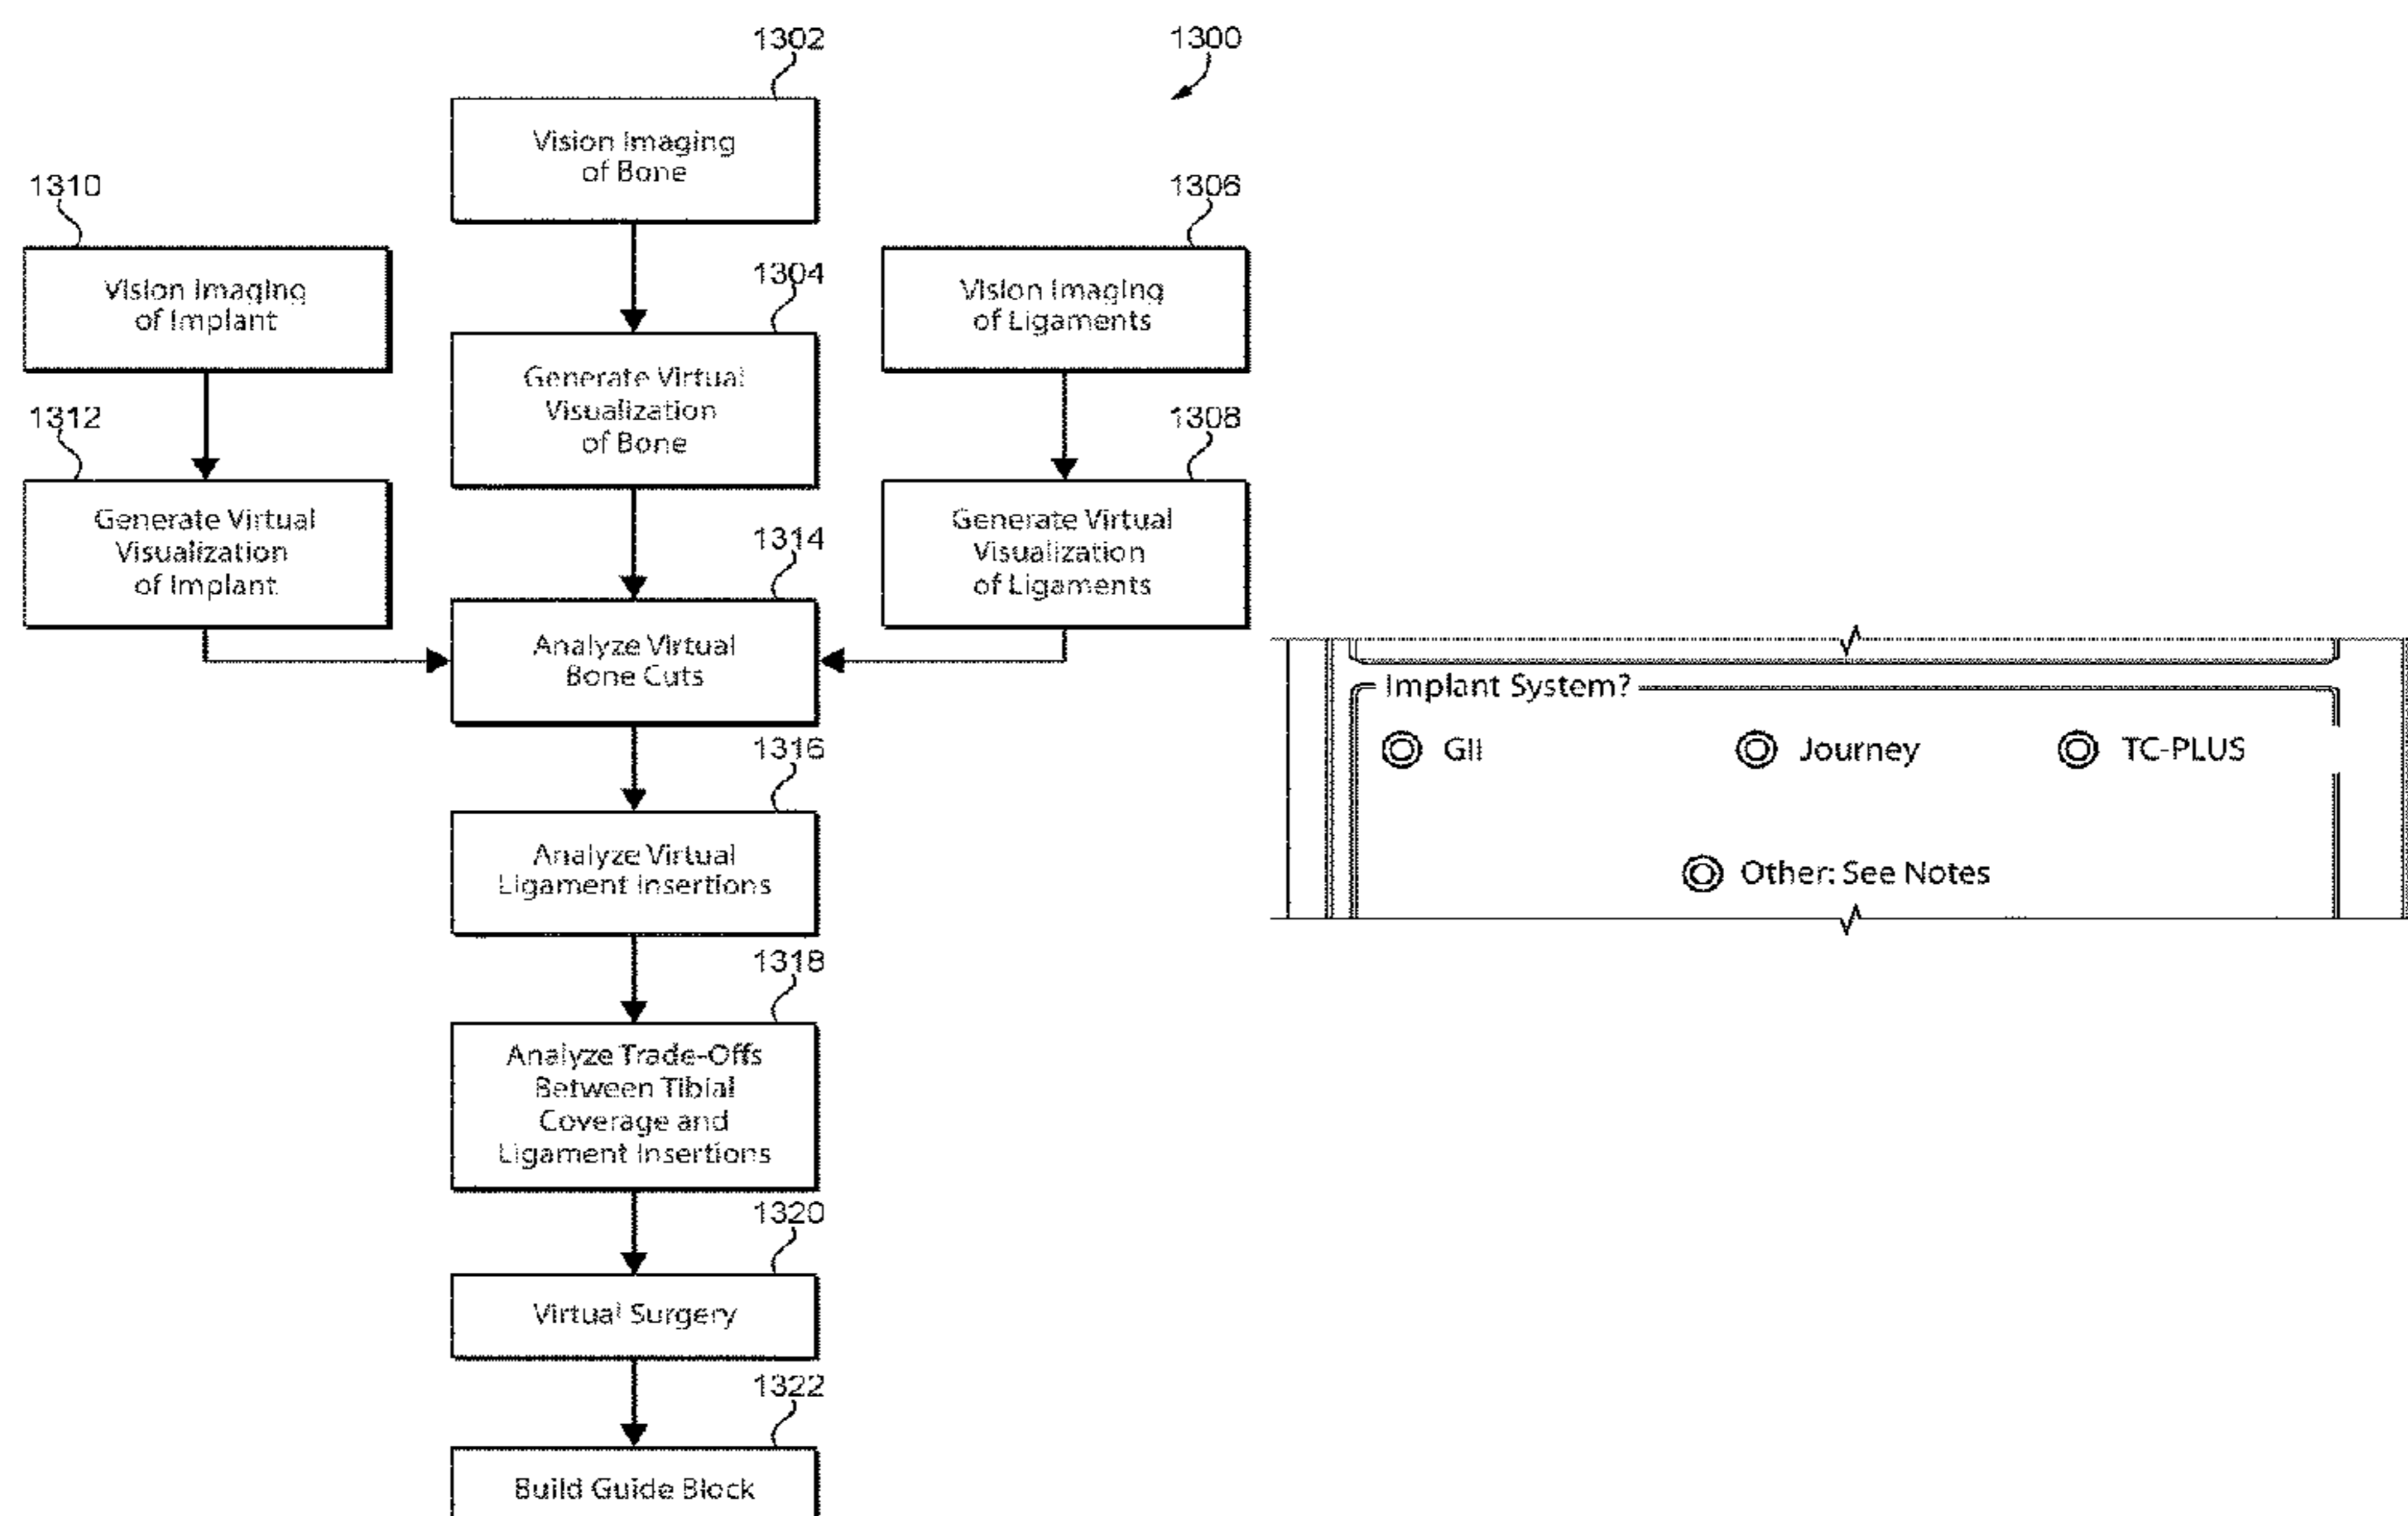 1302
1300
Vision Imaging
of Bone
1310
1306
Vision Imaging
of Implant
1304
Vision Imaging
of Ligaments
Generate Virtual
Visualization
of Bone
1312
1308
Generate Virtual
Visualization
of Implant
1314
Generate Virtual
Visualization
of Ligaments
Analyze Virtual
Bone Cuts
Implant System?
GII
Journey
TC-PLUS
1316
Analyze Virtual
Ligament Insertions
Other: See Notes
1318
Analyze Trade-Offs
Between Tibial
Coverage and
Ligament Insertions
1320
Virtual Surgery
1322
Build Guide Block